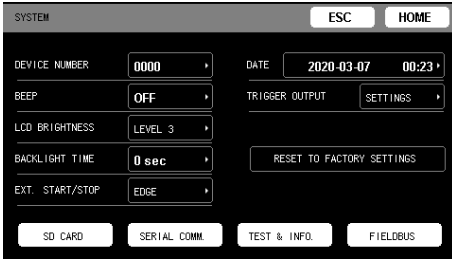 SYSTEM ESC HOME
DEVICE NUMBER 0000 DATE 2020-03-07 00:23
BEEP OFF TRIGGER OUTPUT SETTINGS
LCD BRIGHTNESS LEVEL 3
BACKLIGHT TIME 0 sec RESET TO FACTORY SETTINGS
EXT. START/STOP EDGE
SD CARD SERIAL COMM. TEST & INFO. FIELDBUS